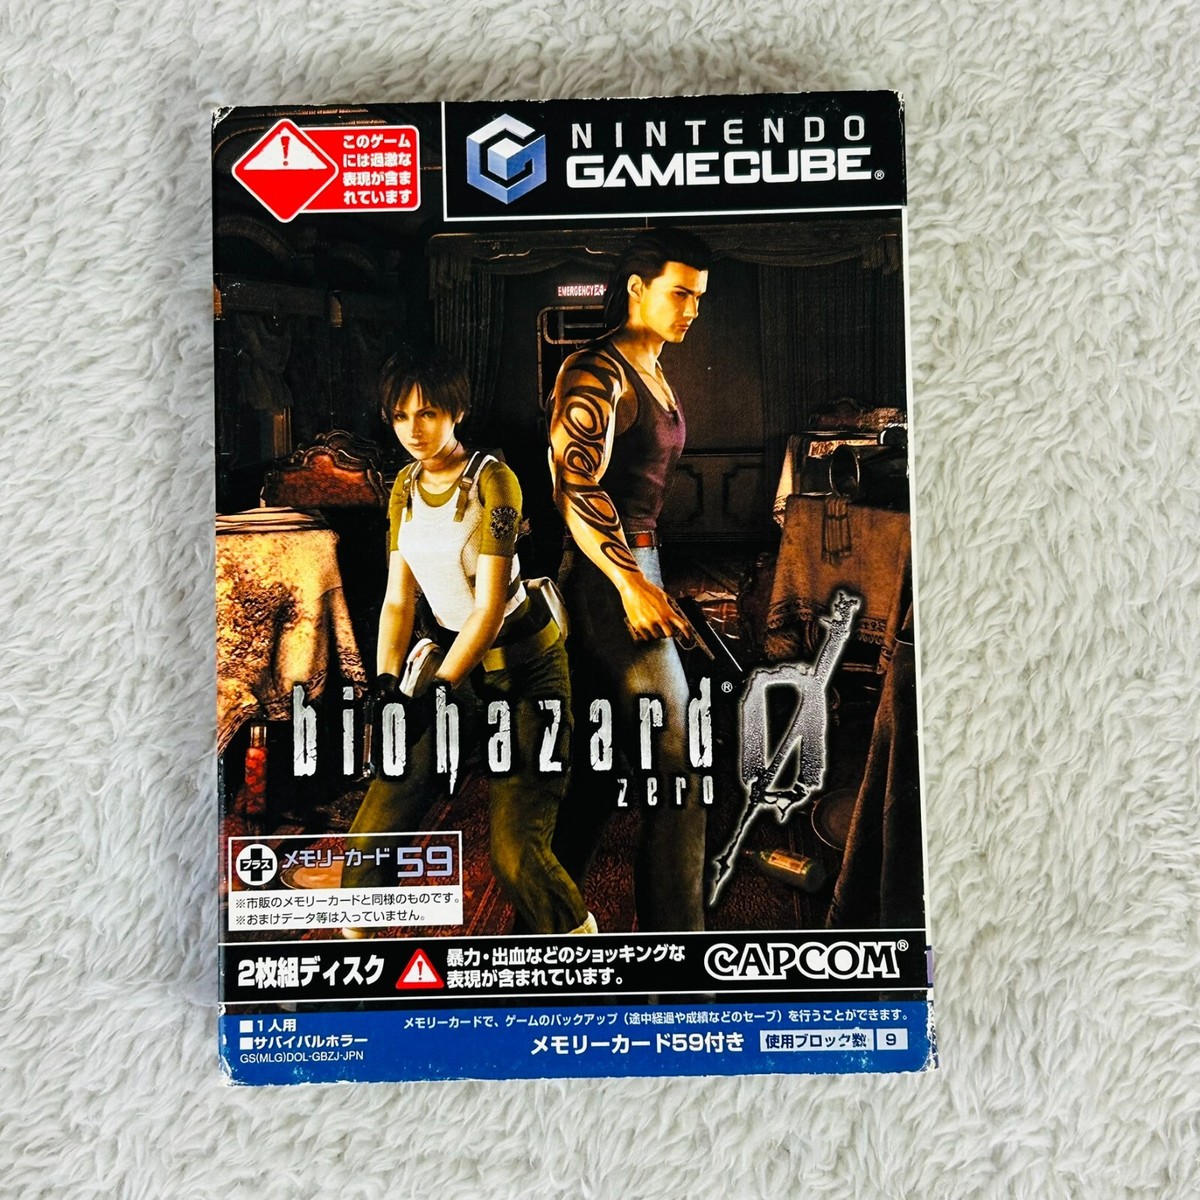 このゲーム
には過激な
表現が含ま
れています
NINTENDO
GAMECUBE®
EMERGENCY
biohazard®
zero
0
プラス
メモリーカード 59
※市販のメモリーカードと同様のものです。
※おまけデータ等は入っていません。
2枚組ディスク
暴力・出血などのショッキングな
表現が含まれています。
CAPCOM®
■1人用
■サバイバルホラー
GS(MLG)DOL-GBZJ-JPN
メモリーカードで、ゲームのバックアップ（途中経過や成績などのセーブ）を行うことができます。
メモリーカード59付き
使用ブロック数 9